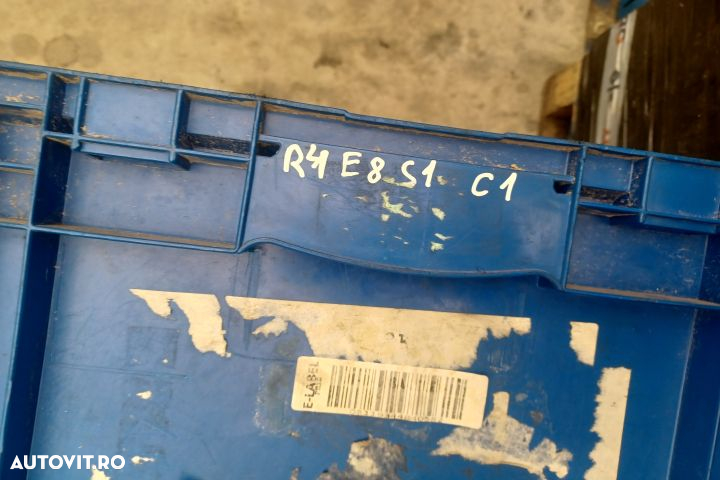 R4 E8 S1 C1
E-LABEL
AUTOVIT.RO